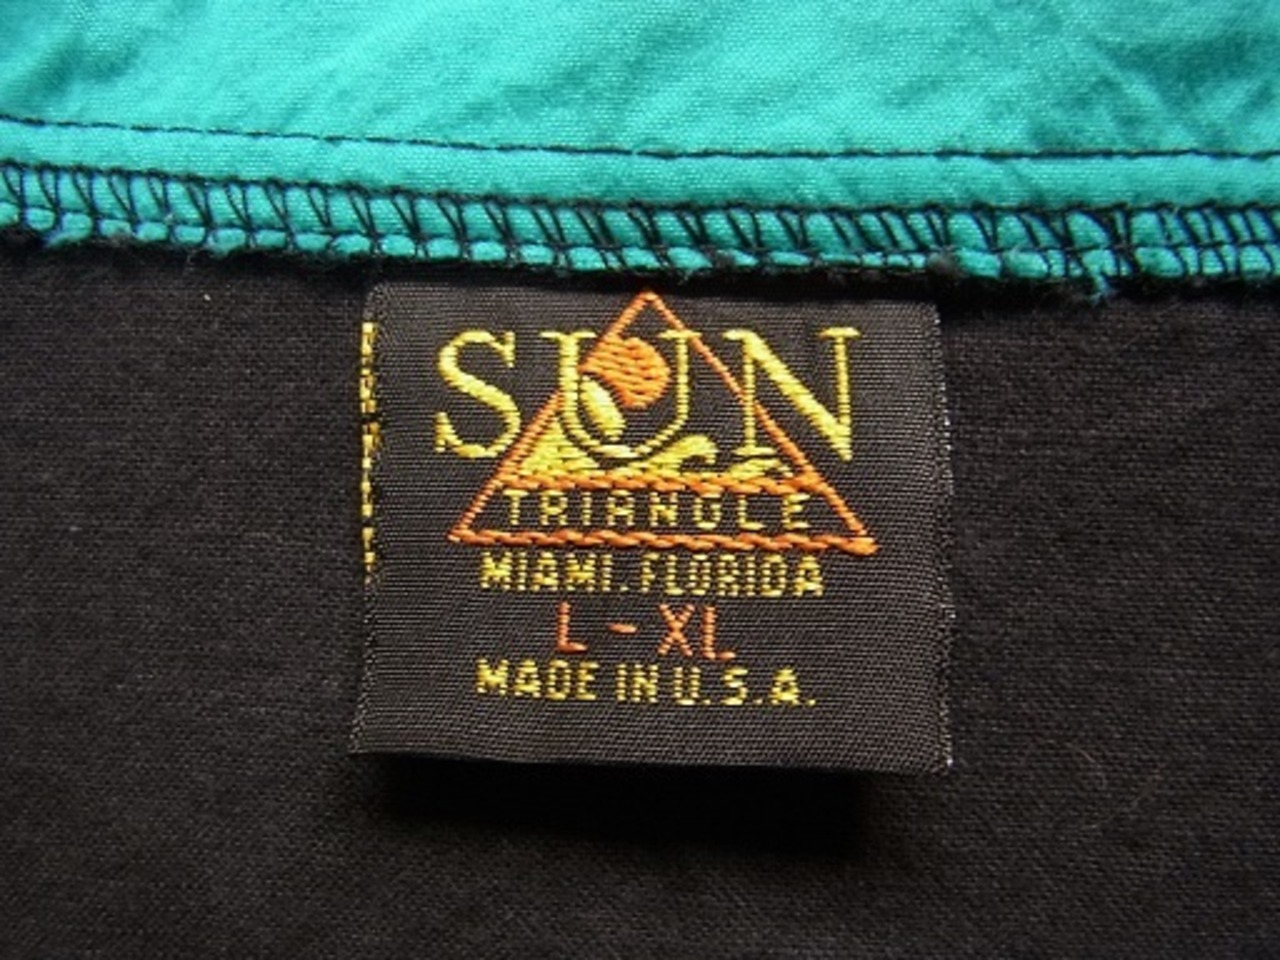 SUN
TRIANGLE
MIAMI. FLORIDA
L-XL
MADE IN U.S.A.